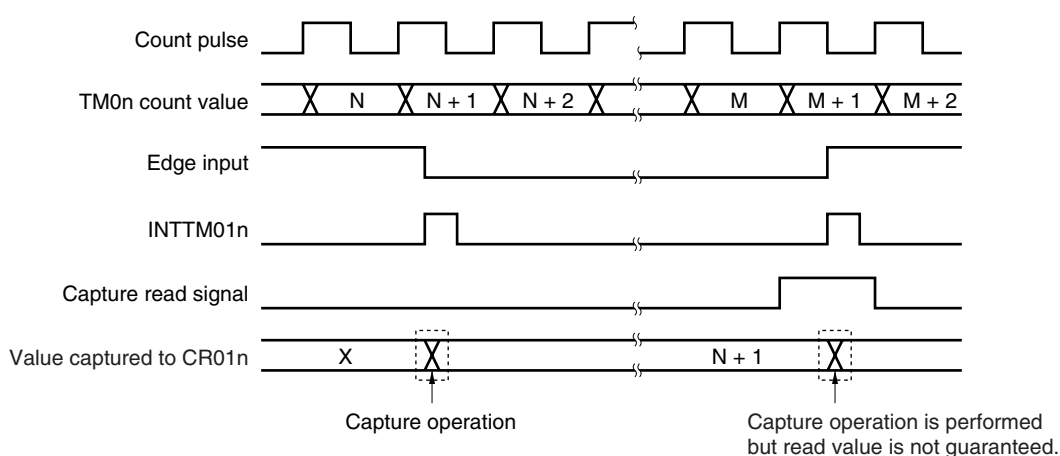 Count pulse
TM0n count value
N N + 1 N + 2 M M + 1 M + 2
Edge input
INTTM01n
Capture read signal
Value captured to CR01n
X N + 1
Capture operation
Capture operation is performed
but read value is not guaranteed.